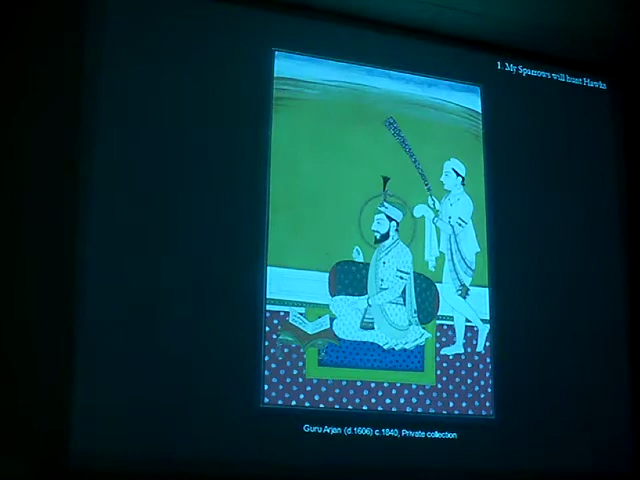 1. My Sparrows will hunt Hawks
Guru Arjan (d.1606) c.1840, Private collection